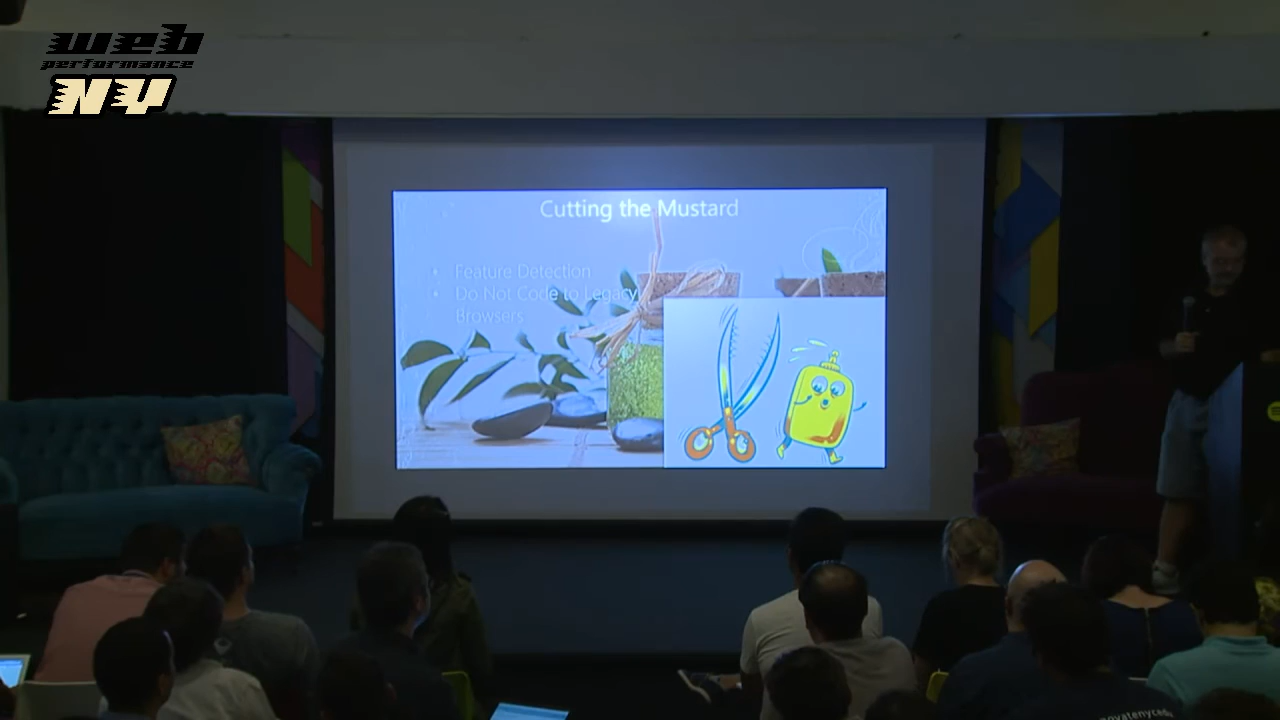 web
performance
NY
Cutting the Mustard
• Feature Detection
• Do Not Code to Legacy
Browsers